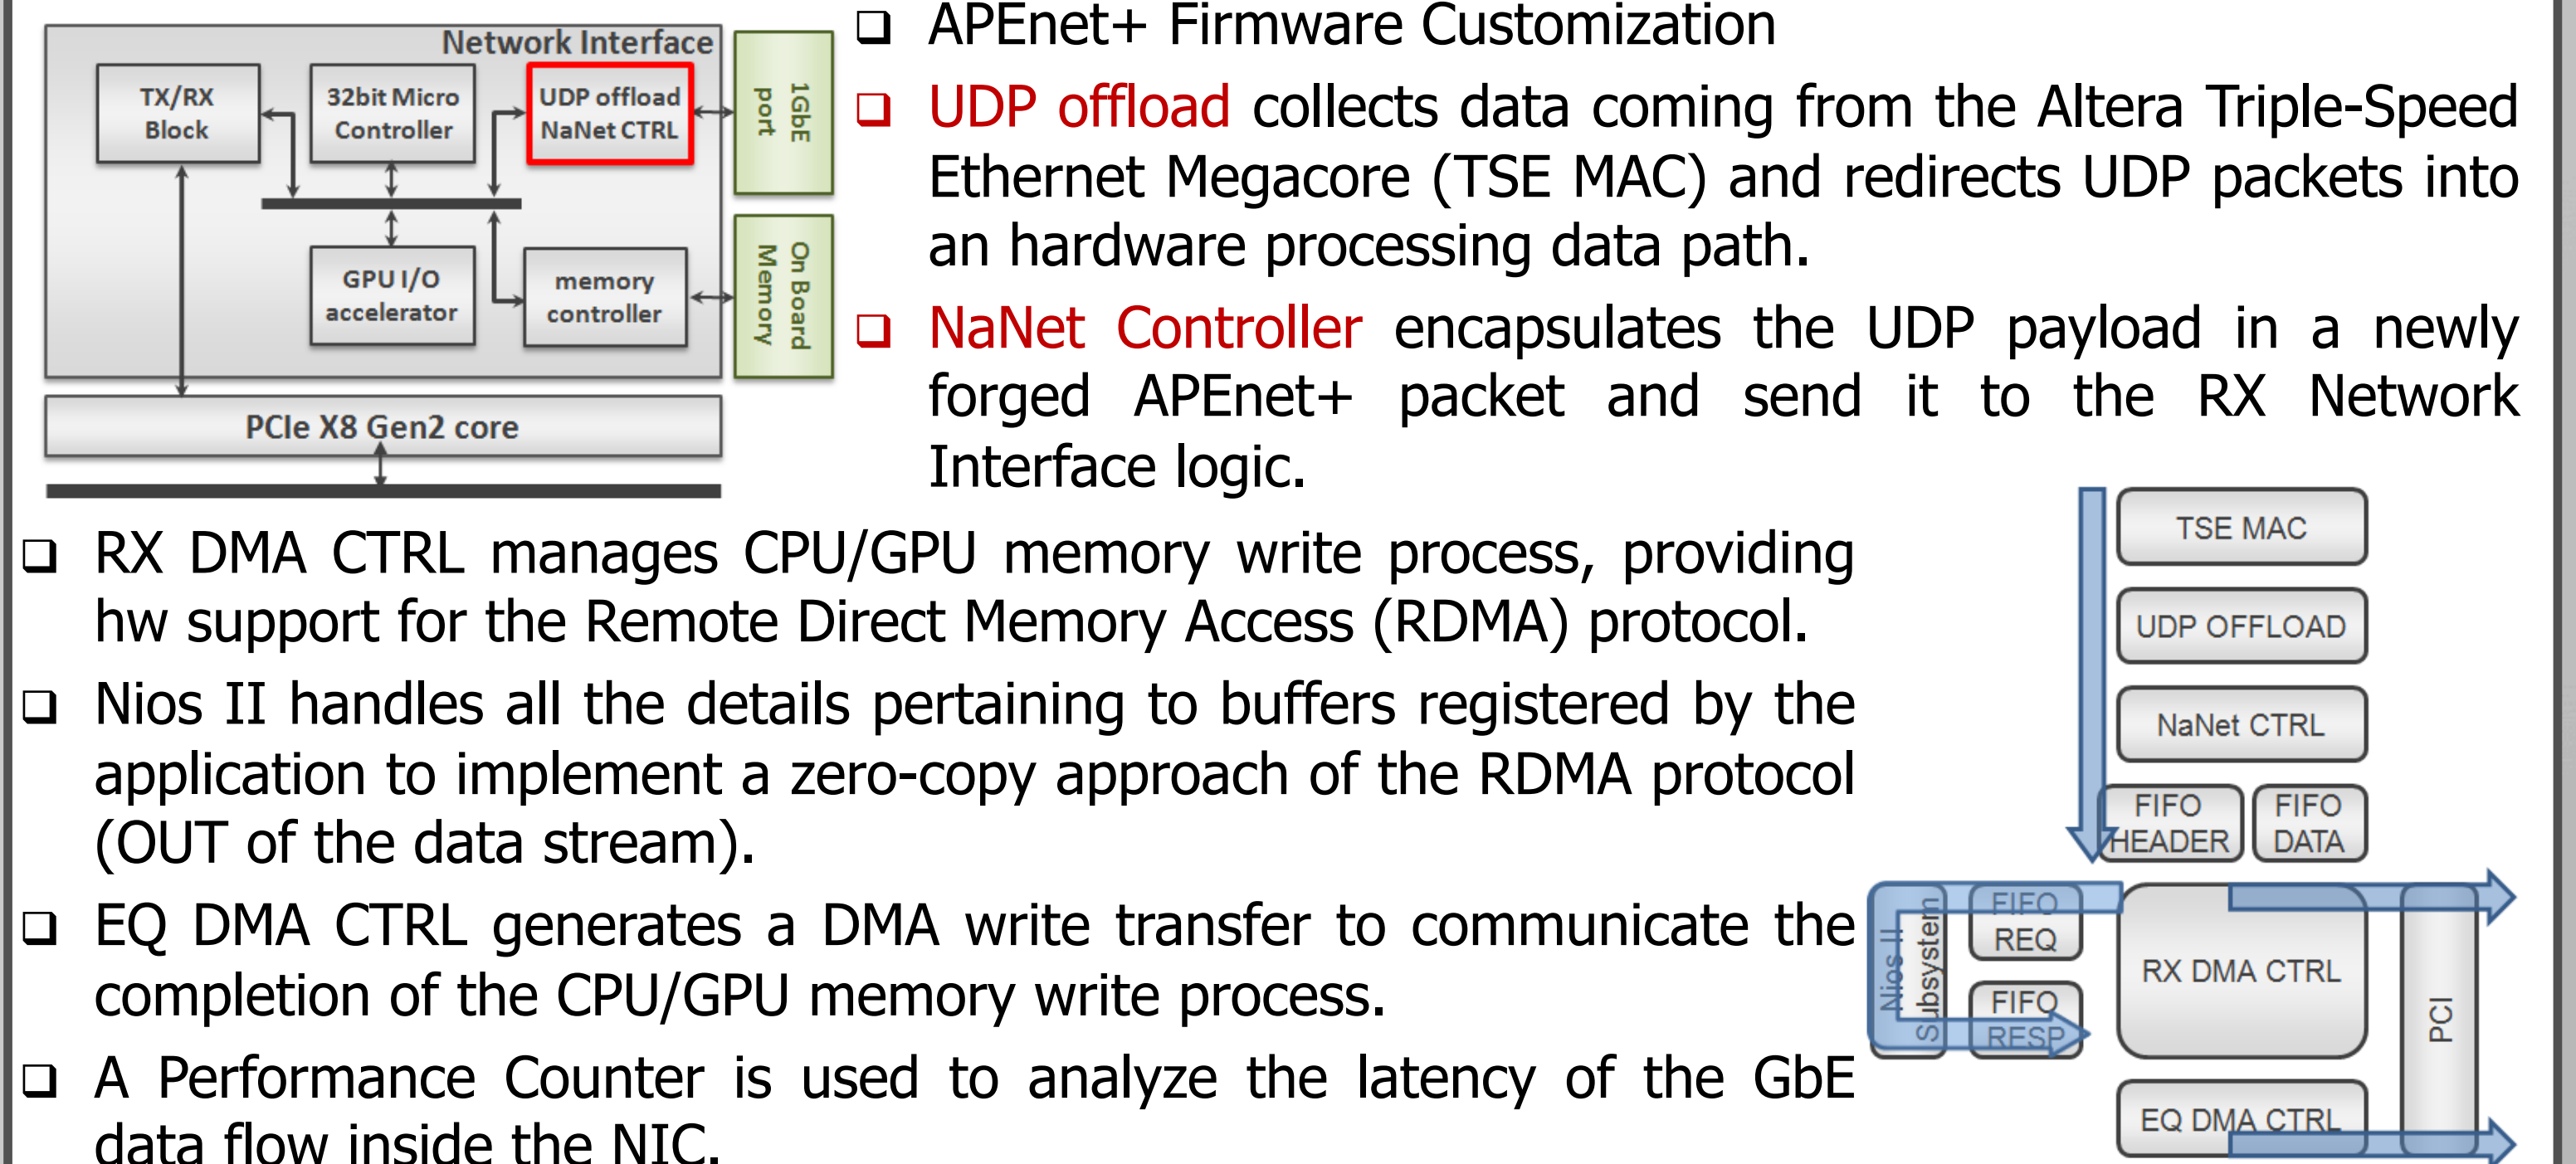 Network Interface
TX/RX
Block
32bit Micro
Controller
UDP offload
NaNet CTRL
1GbE
port
GPU I/O
accelerator
memory
controller
On Board
Memory
PCIe X8 Gen2 core
APEnet+ Firmware Customization
UDP offload collects data coming from the Altera Triple-Speed
Ethernet Megacore (TSE MAC) and redirects UDP packets into
an hardware processing data path.
NaNet Controller encapsulates the UDP payload in a newly
forged APEnet+ packet and send it to the RX Network
Interface logic.
RX DMA CTRL manages CPU/GPU memory write process, providing
hw support for the Remote Direct Memory Access (RDMA) protocol.
Nios II handles all the details pertaining to buffers registered by the
application to implement a zero-copy approach of the RDMA protocol
(OUT of the data stream).
EQ DMA CTRL generates a DMA write transfer to communicate the
completion of the CPU/GPU memory write process.
A Performance Counter is used to analyze the latency of the GbE
data flow inside the NIC.
TSE MAC
UDP OFFLOAD
NaNet CTRL
FIFO
HEADER
FIFO
DATA
Nios II
Subsystem
FIFO
REQ
FIFO
RESP
RX DMA CTRL
PCI
EQ DMA CTRL